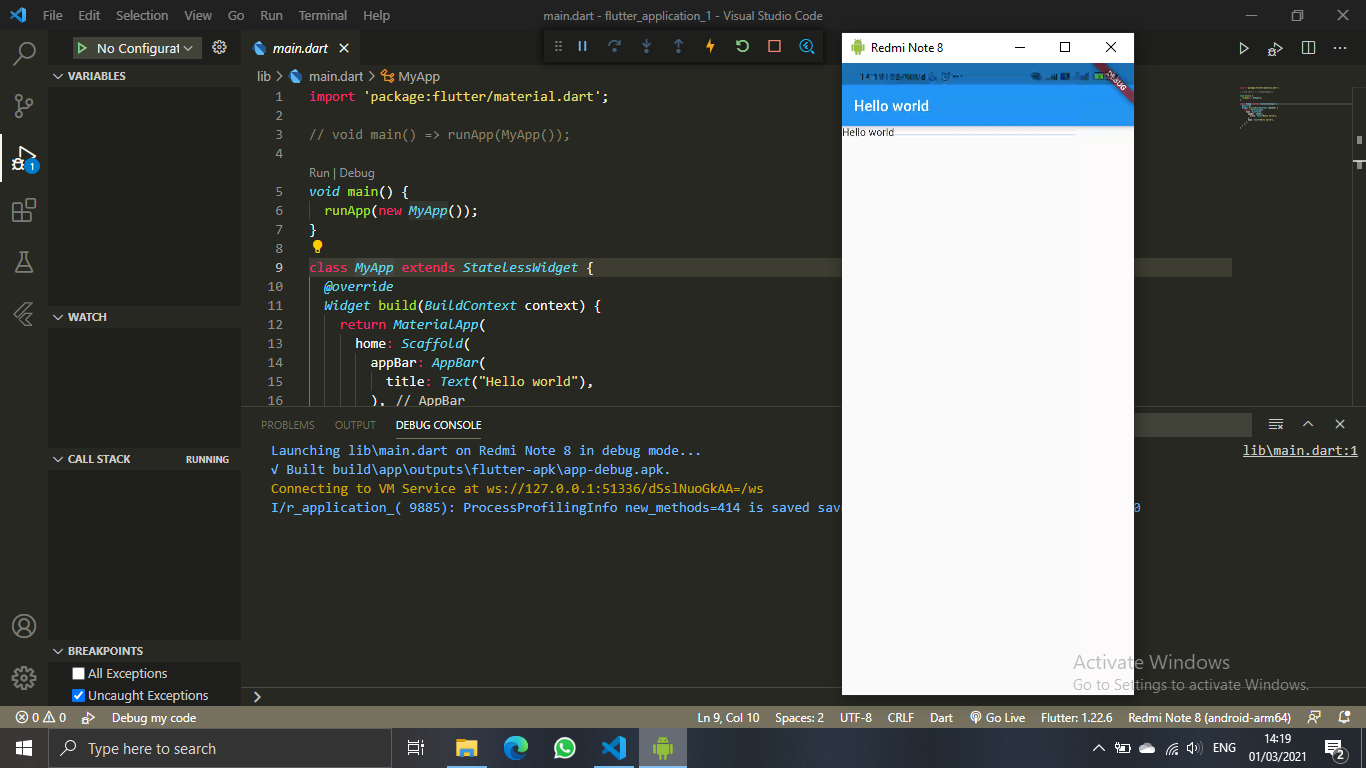 File Edit Selection View Go Run Terminal Help
main.dart - flutter_application_1 - Visual Studio Code
No Configurat
main.dart
Redmi Note 8
VARIABLES
lib > main.dart > MyApp
DEBUG
Hello world
Hello world
1 import 'package:flutter/material.dart';
2
3 // void main() => runApp(MyApp());
4
Run | Debug
5 void main() {
6 runApp(new MyApp());
7 }
8
9 class MyApp extends StatelessWidget {
10 @override
11 Widget build(BuildContext context) {
12 return MaterialApp(
13 home: Scaffold(
14 appBar: AppBar(
15 title: Text("Hello world"),
16 ), // AppBar
1
WATCH
CALL STACK RUNNING
BREAKPOINTS
All Exceptions
Uncaught Exceptions
PROBLEMS OUTPUT DEBUG CONSOLE
Launching lib\main.dart on Redmi Note 8 in debug mode...
lib\main.dart:1
√ Built build\app\outputs\flutter-apk\app-debug.apk.
Connecting to VM Service at ws://127.0.0.1:51336/dSslNuoGkAA=/ws
I/r_application_( 9885): ProcessProfilingInfo new_methods=414 is saved save 0
Activate Windows
Go to Settings to activate Windows.
0 0 Debug my code
Ln 9, Col 10 Spaces: 2 UTF-8 CRLF Dart Go Live Flutter: 1.22.6 Redmi Note 8 (android-arm64)
Type here to search
ENG
14:19
01/03/2021
2